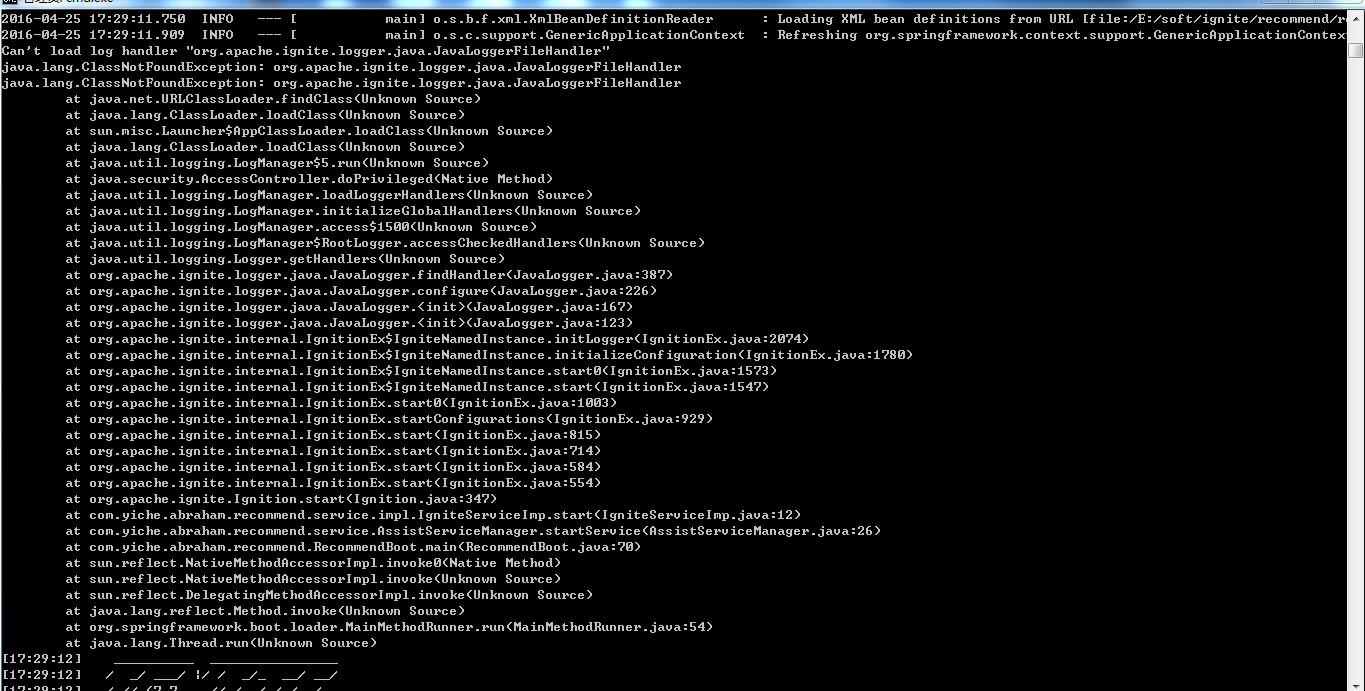 2016-04-25 17:29:11.750  INFO   --- [           main] o.s.b.f.xml.XmlBeanDefinitionReader      : Loading XML bean definitions from URL [file:/E:/soft/ignite/recommend/
2016-04-25 17:29:11.909  INFO   --- [           main] o.s.c.support.GenericApplicationContext  : Refreshing org.springframework.context.support.GenericApplicationContex
Can't load log handler "org.apache.ignite.logger.java.JavaLoggerFileHandler"
java.lang.ClassNotFoundException: org.apache.ignite.logger.java.JavaLoggerFileHandler
java.lang.ClassNotFoundException: org.apache.ignite.logger.java.JavaLoggerFileHandler
        at java.net.URLClassLoader.findClass(Unknown Source)
        at java.lang.ClassLoader.loadClass(Unknown Source)
        at sun.misc.Launcher$AppClassLoader.loadClass(Unknown Source)
        at java.lang.ClassLoader.loadClass(Unknown Source)
        at java.util.logging.LogManager$5.run(Unknown Source)
        at java.security.AccessController.doPrivileged(Native Method)
        at java.util.logging.LogManager.loadLoggerHandlers(Unknown Source)
        at java.util.logging.LogManager.initializeGlobalHandlers(Unknown Source)
        at java.util.logging.LogManager.access$1500(Unknown Source)
        at java.util.logging.LogManager$RootLogger.accessCheckedHandlers(Unknown Source)
        at java.util.logging.Logger.getHandlers(Unknown Source)
        at org.apache.ignite.logger.java.JavaLogger.findHandler(JavaLogger.java:387)
        at org.apache.ignite.logger.java.JavaLogger.configure(JavaLogger.java:226)
        at org.apache.ignite.logger.java.JavaLogger.<init>(JavaLogger.java:167)
        at org.apache.ignite.logger.java.JavaLogger.<init>(JavaLogger.java:123)
        at org.apache.ignite.internal.IgnitionEx$IgniteNamedInstance.initLogger(IgnitionEx.java:2074)
        at org.apache.ignite.internal.IgnitionEx$IgniteNamedInstance.initializeConfiguration(IgnitionEx.java:1780)
        at org.apache.ignite.internal.IgnitionEx$IgniteNamedInstance.start0(IgnitionEx.java:1573)
        at org.apache.ignite.internal.IgnitionEx$IgniteNamedInstance.start(IgnitionEx.java:1547)
        at org.apache.ignite.internal.IgnitionEx.start0(IgnitionEx.java:1003)
        at org.apache.ignite.internal.IgnitionEx.startConfigurations(IgnitionEx.java:929)
        at org.apache.ignite.internal.IgnitionEx.start(IgnitionEx.java:815)
        at org.apache.ignite.internal.IgnitionEx.start(IgnitionEx.java:714)
        at org.apache.ignite.internal.IgnitionEx.start(IgnitionEx.java:584)
        at org.apache.ignite.internal.IgnitionEx.start(IgnitionEx.java:554)
        at org.apache.ignite.Ignition.start(Ignition.java:347)
        at com.yiche.abraham.recommend.service.impl.IgniteServiceImp.start(IgniteServiceImp.java:12)
        at com.yiche.abraham.recommend.service.AssistServiceManager.startService(AssistServiceManager.java:26)
        at com.yiche.abraham.recommend.RecommendBoot.main(RecommendBoot.java:70)
        at sun.reflect.NativeMethodAccessorImpl.invoke0(Native Method)
        at sun.reflect.NativeMethodAccessorImpl.invoke(Unknown Source)
        at sun.reflect.DelegatingMethodAccessorImpl.invoke(Unknown Source)
        at java.lang.reflect.Method.invoke(Unknown Source)
        at org.springframework.boot.loader.MainMethodRunner.run(MainMethodRunner.java:54)
        at java.lang.Thread.run(Unknown Source)
[17:29:12]    __________  ________________
[17:29:12]   /  _/ ___/ |/ /  _/_  __/ __/